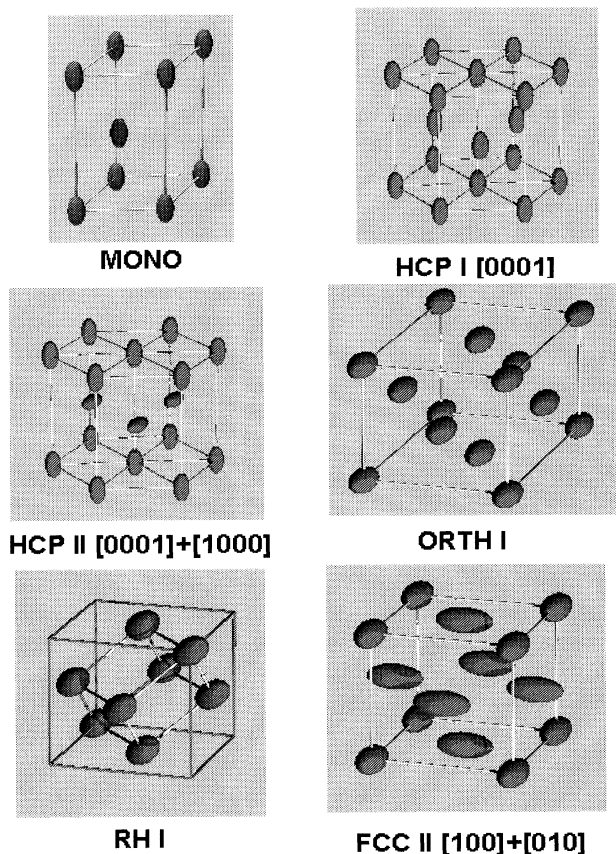 MONO
HCP I [0001]
HCP II [0001]+[1000]
ORTH I
RH I
FCC II [100]+[010]